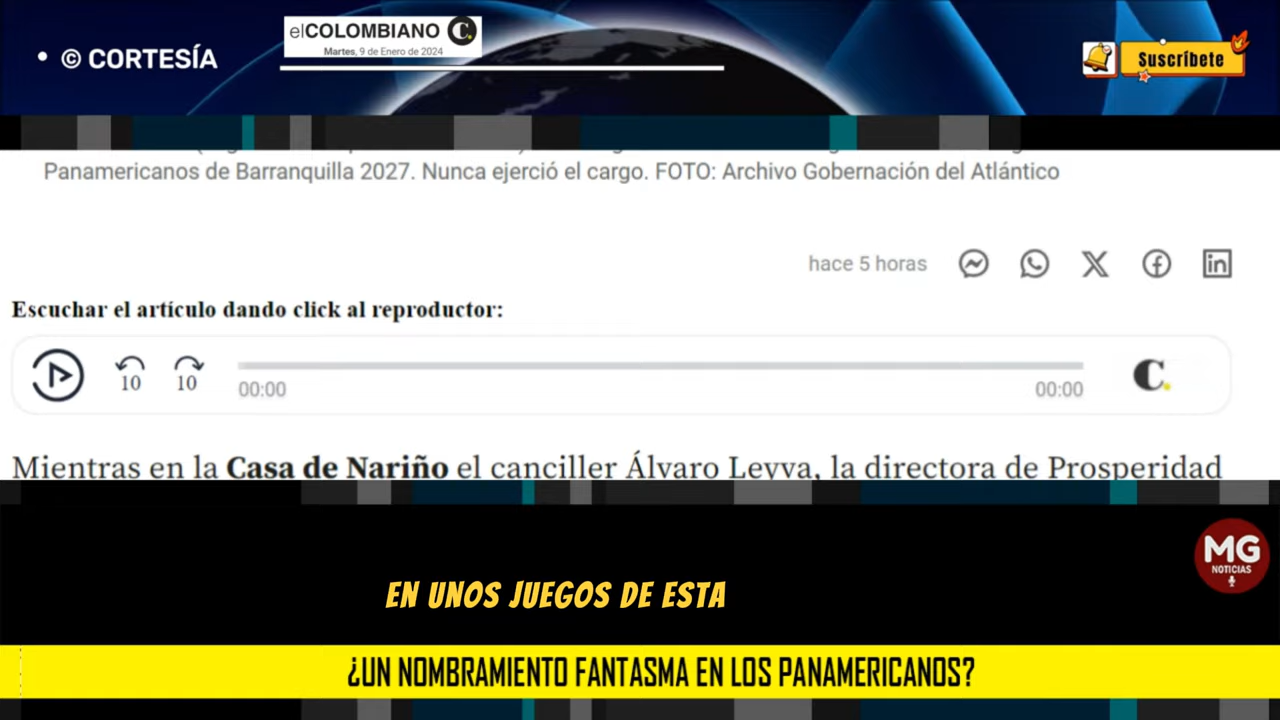 • © CORTESÍA
elCOLOMBIANO C.
Martes, 9 de Enero de 2024
Suscríbete
Panamericanos de Barranquilla 2027. Nunca ejerció el cargo. FOTO: Archivo Gobernación del Atlántico
hace 5 horas
Escuchar el artículo dando click al reproductor:
10 10
00:00 00:00
C.
Mientras en la Casa de Nariño el canciller Álvaro Leyva, la directora de Prosperidad
MG
NOTICIAS
EN UNOS JUEGOS DE ESTA
¿UN NOMBRAMIENTO FANTASMA EN LOS PANAMERICANOS?